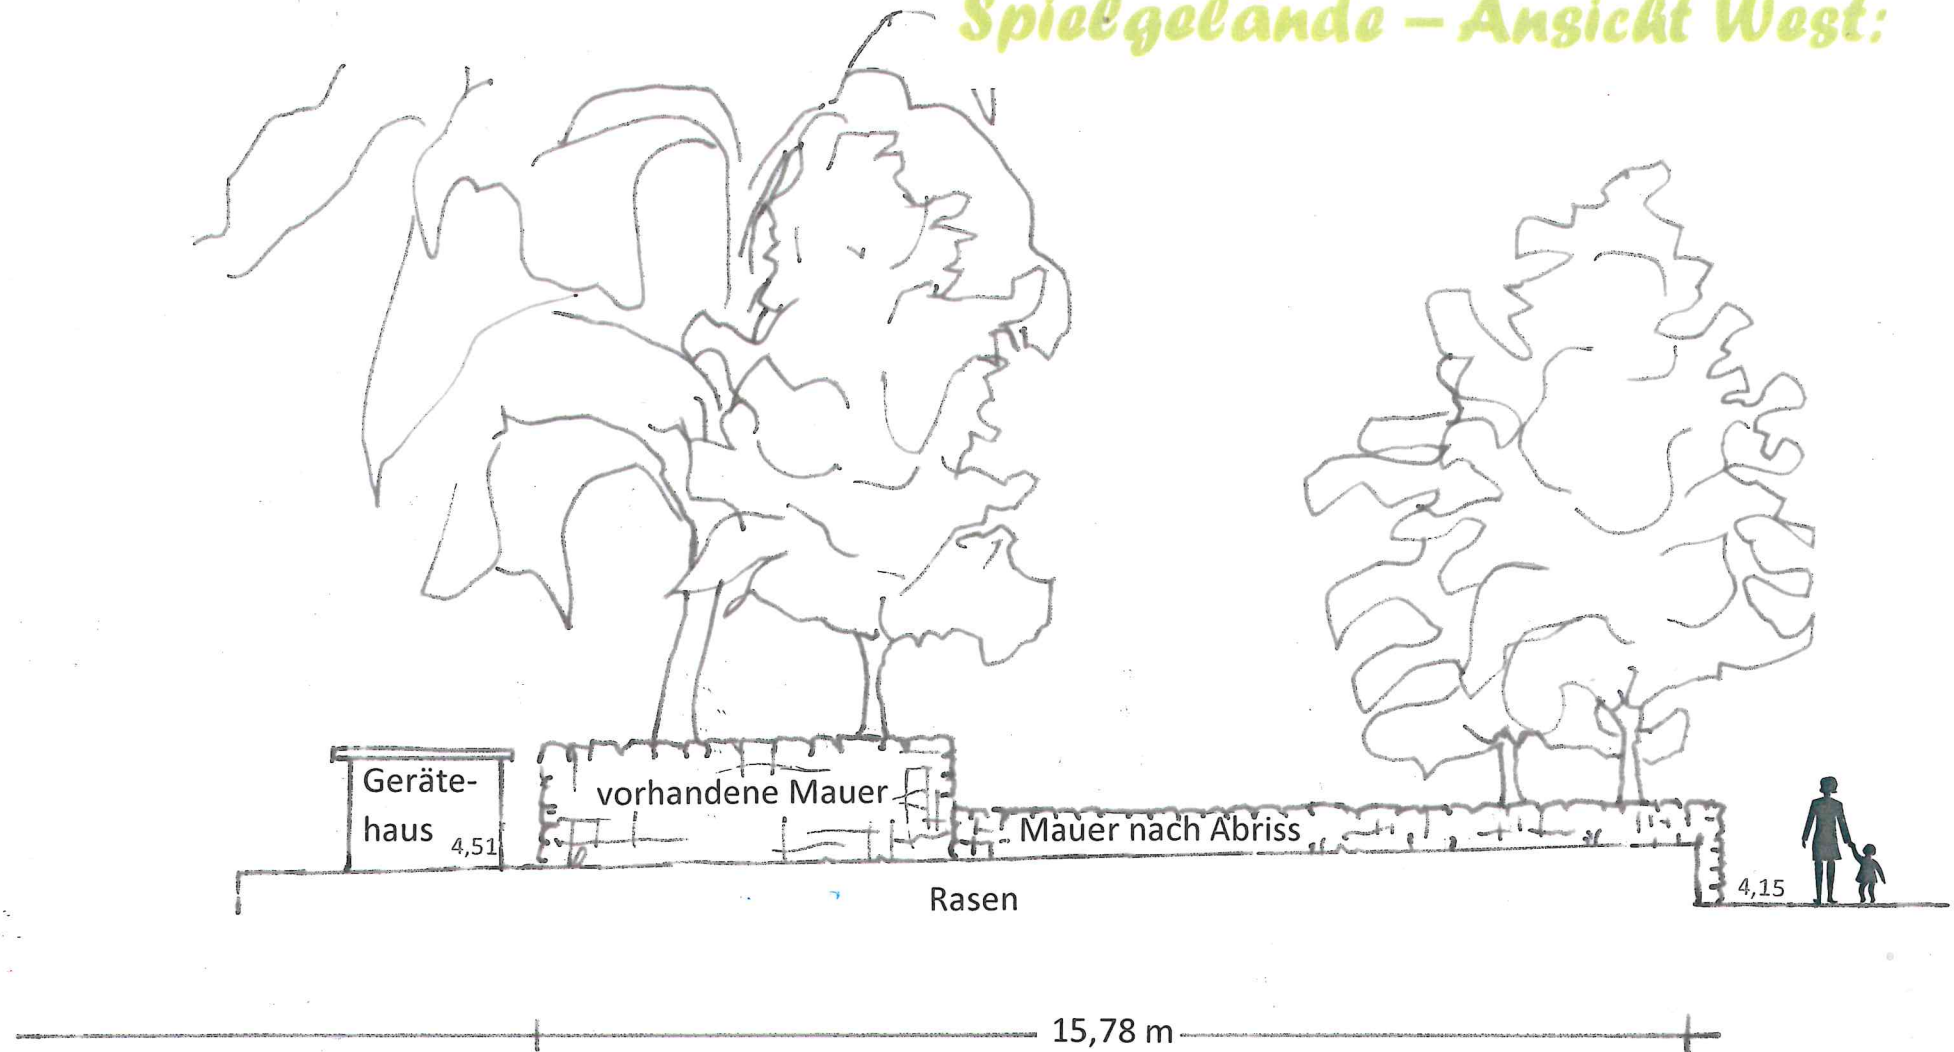 Spielgelände – Ansicht West:
Geräte-
haus 4,51
vorhandene Mauer
Mauer nach Abriss
Rasen
4,15
15,78 m